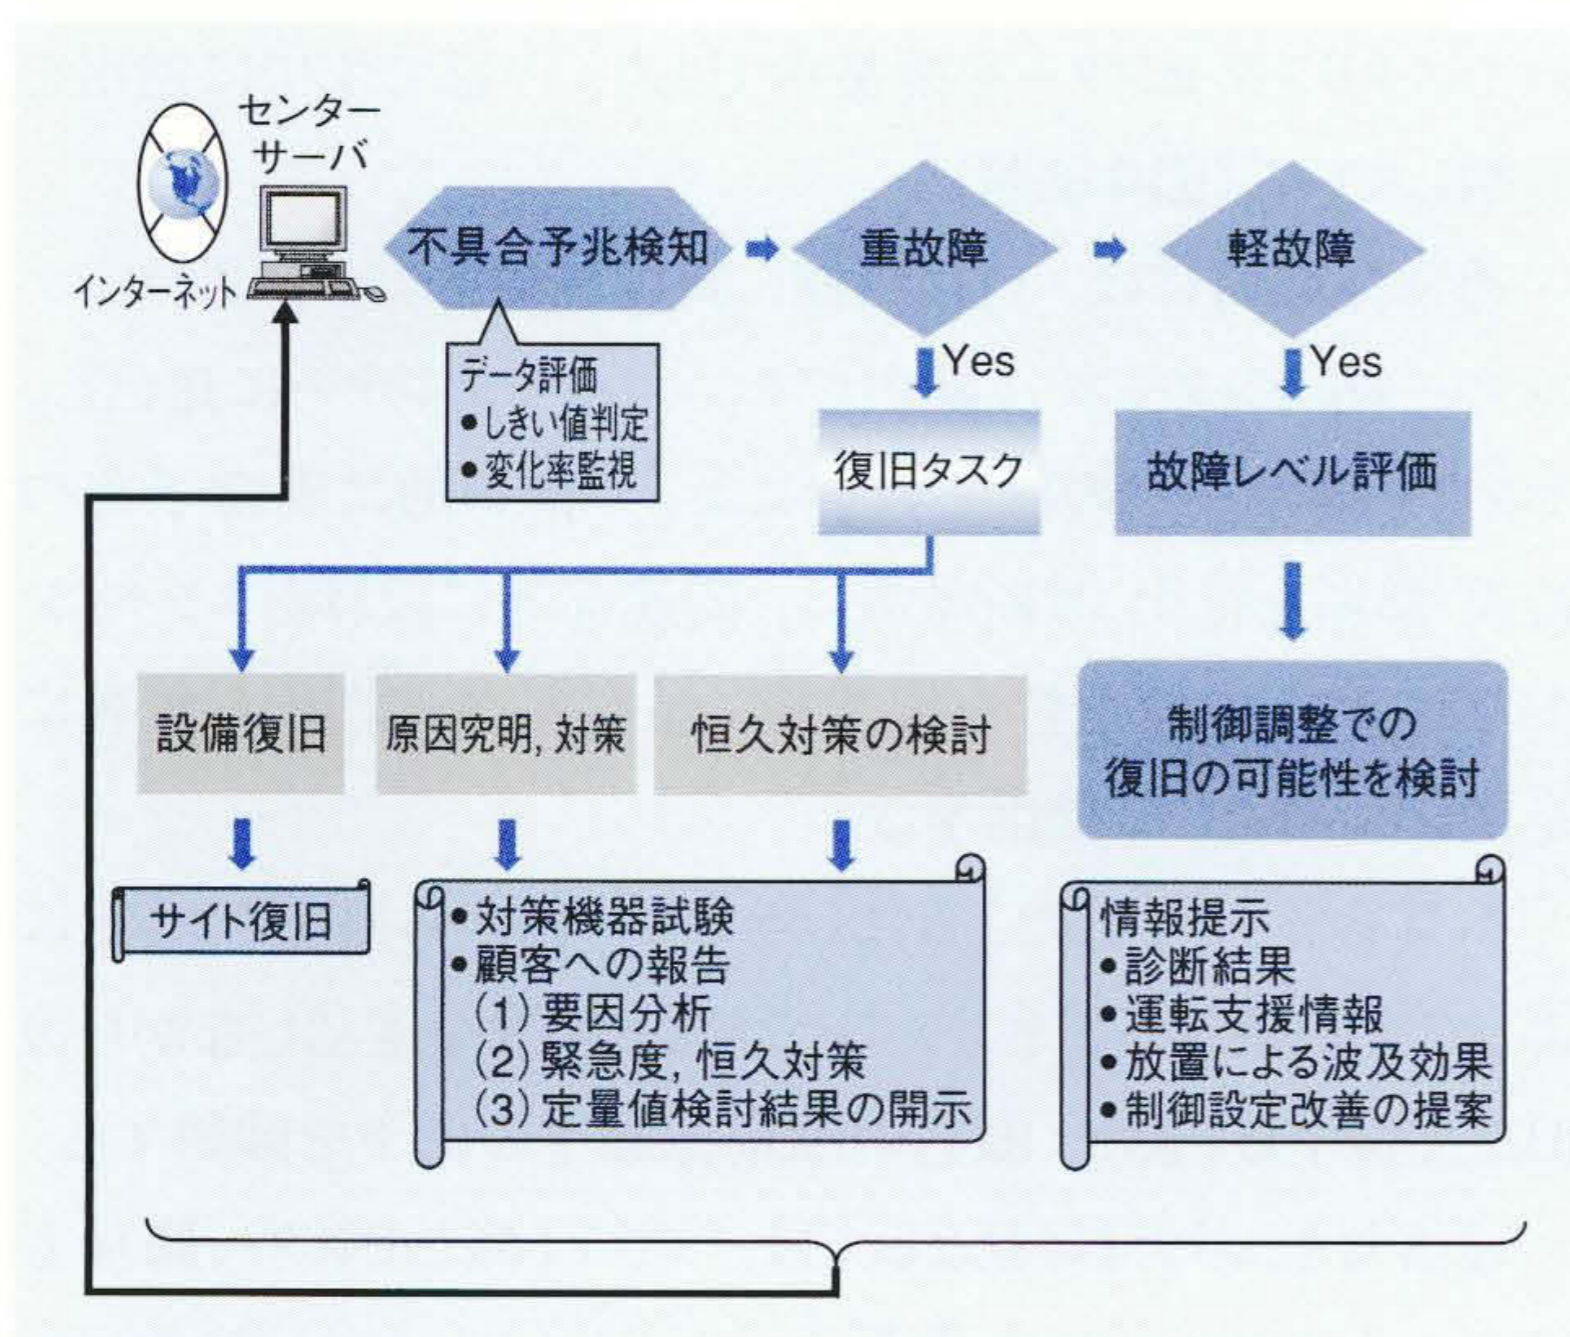 センター
サーバ
インターネット
不具合予兆検知
重故障
軽故障
データ評価
●しきい値判定
●変化率監視
Yes
Yes
復旧タスク
故障レベル評価
設備復旧
原因究明,対策
恒久対策の検討
制御調整での
復旧の可能性を検討
サイト復旧
●対策機器試験
●顧客への報告
(1)要因分析
(2)緊急度,恒久対策
(3)定量値検討結果の開示
情報提示
●診断結果
●運転支援情報
●放置による波及効果
●制御設定改善の提案